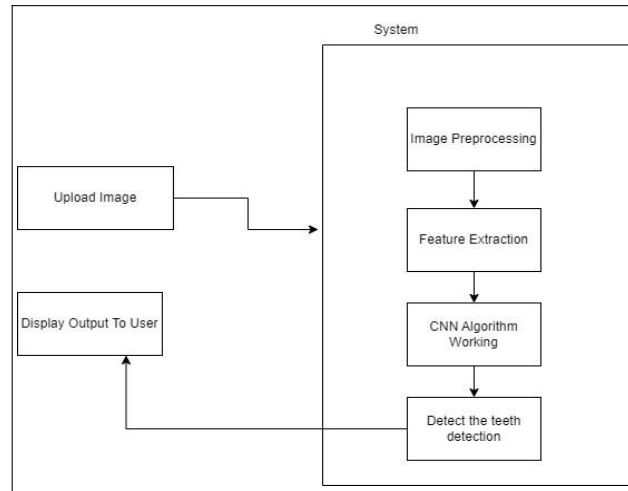 System
Image Preprocessing
Upload Image
Feature Extraction
Display Output To User
CNN Algorithm
Working
Detect the teeth
detection